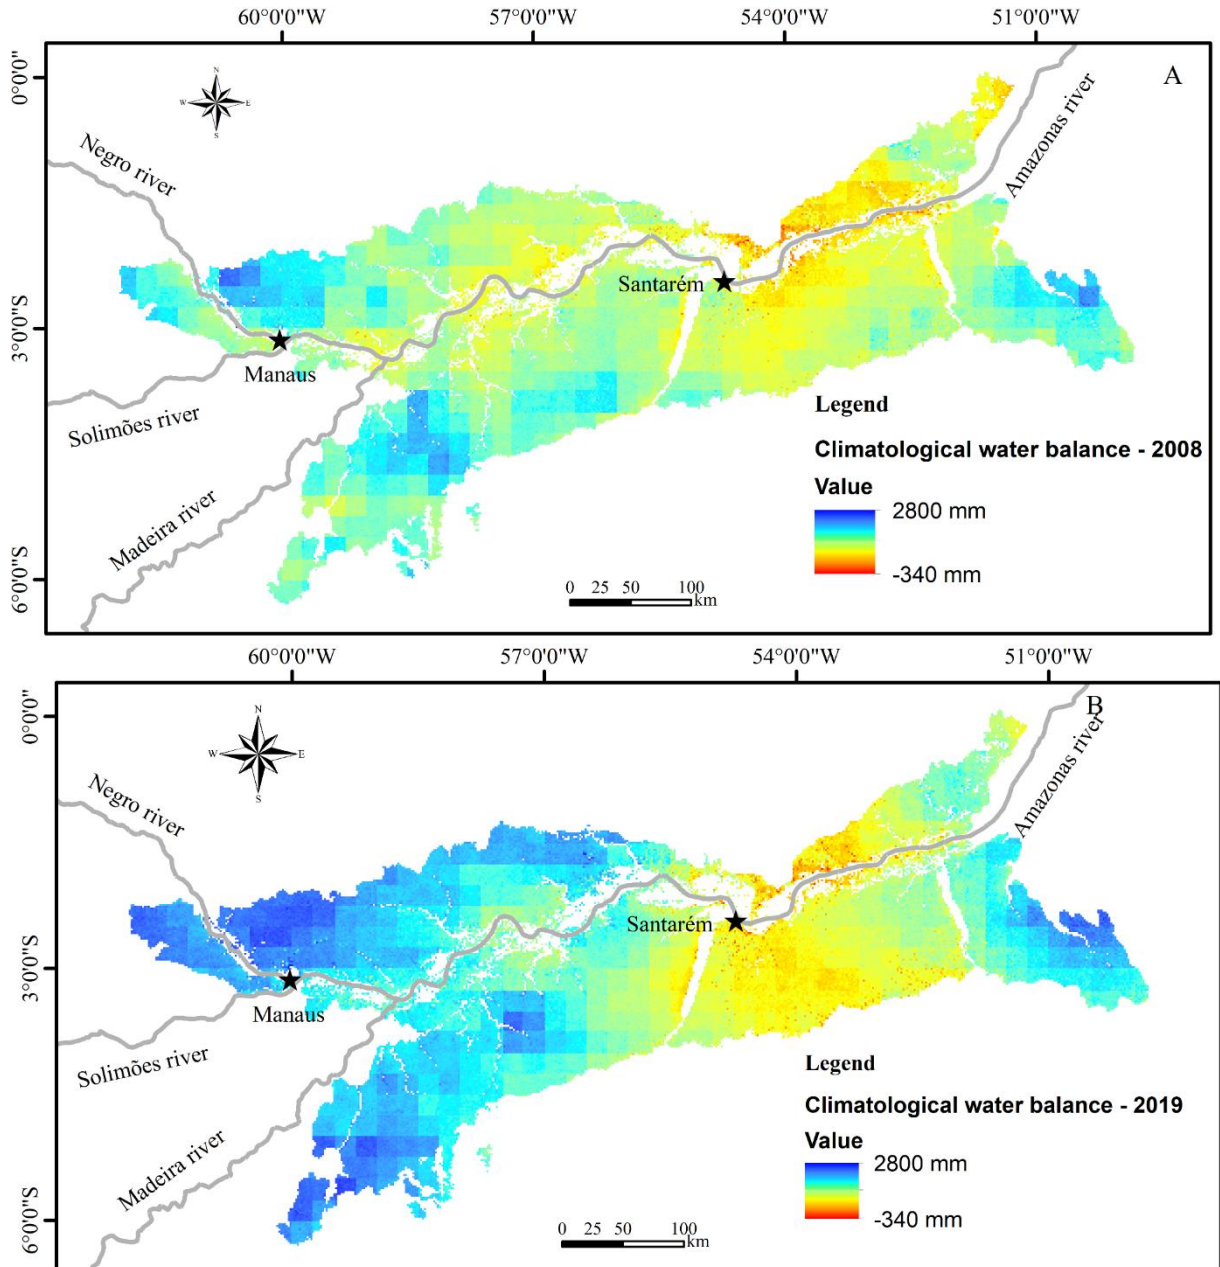 60°0'0"W 57°0'0"W 54°0'0"W 51°0'0"W
A
0°0'0"
N
W E
S
Negro river
Amazonas river
Santarém
3°0'0"S
Manaus
Solimões river
Madeira river
6°0'0"S
Legend
Climatological water balance - 2008
Value
2800 mm
-340 mm
0 25 50 100
km
60°0'0"W 57°0'0"W 54°0'0"W 51°0'0"W
B
0°0'0"
N
W E
S
Negro river
Amazonas river
Santarém
3°0'0"S
Manaus
Solimões river
Madeira river
6°0'0"S
Legend
Climatological water balance - 2019
Value
2800 mm
-340 mm
0 25 50 100
km